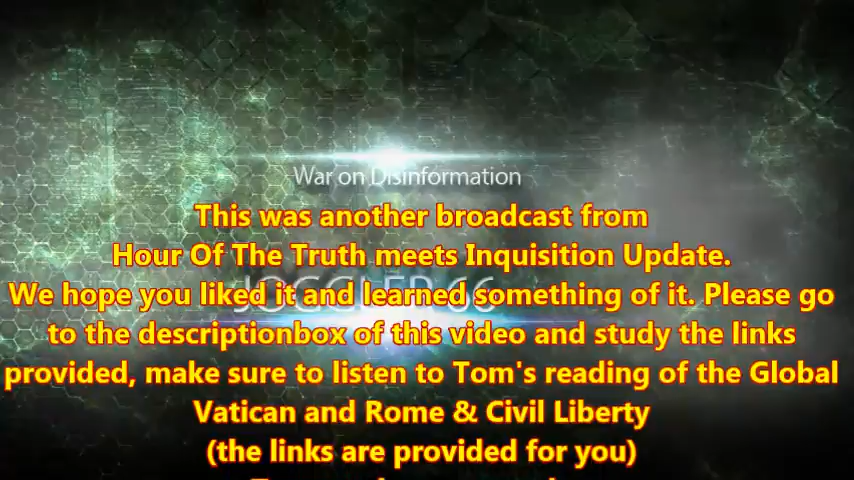 War on Disinformation
This was another broadcast from
Hour Of The Truth meets Inquisition Update.
JOGGLER 66
We hope you liked it and learned something of it. Please go
to the descriptionbox of this video and study the links
provided, make sure to listen to Tom's reading of the Global
Vatican and Rome & Civil Liberty
(the links are provided for you)